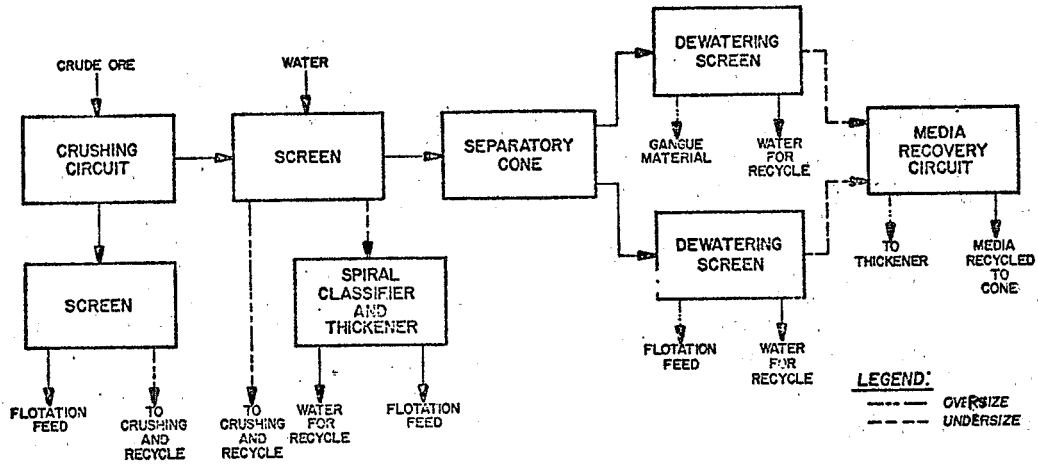 CRUDE ORE
WATER
CRUSHING
CIRCUIT
SCREEN
SEPARATORY
CONE
DEWATERING
SCREEN
GANGUE
MATERIAL
WATER
FOR
RECYCLE
MEDIA
RECOVERY
CIRCUIT
SCREEN
SPIRAL
CLASSIFIER
AND
THICKENER
DEWATERING
SCREEN
TO
THICKENER
MEDIA
RECYCLED
TO
CONE
FLOTATION
FEED
TO
CRUSHING
AND
RECYCLE
TO
CRUSHING
AND
RECYCLE
WATER
FOR
RECYCLE
FLOTATION
FEED
FLOTATION
FEED
WATER
FOR
RECYCLE
LEGEND:
OVERSIZE
UNDERSIZE